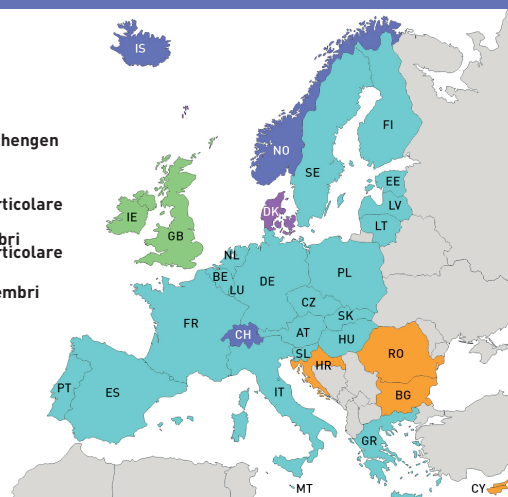 IS
hengen
NO
FI
SE
EE
rticolare
LV
DK
IE
LT
GB
bri
rticolare
NL
PL
BE
DE
LU
embri
CZ
SK
FR
AT
CH
HU
SL
RO
HR
PT
ES
IT
BG
GR
MT
CY